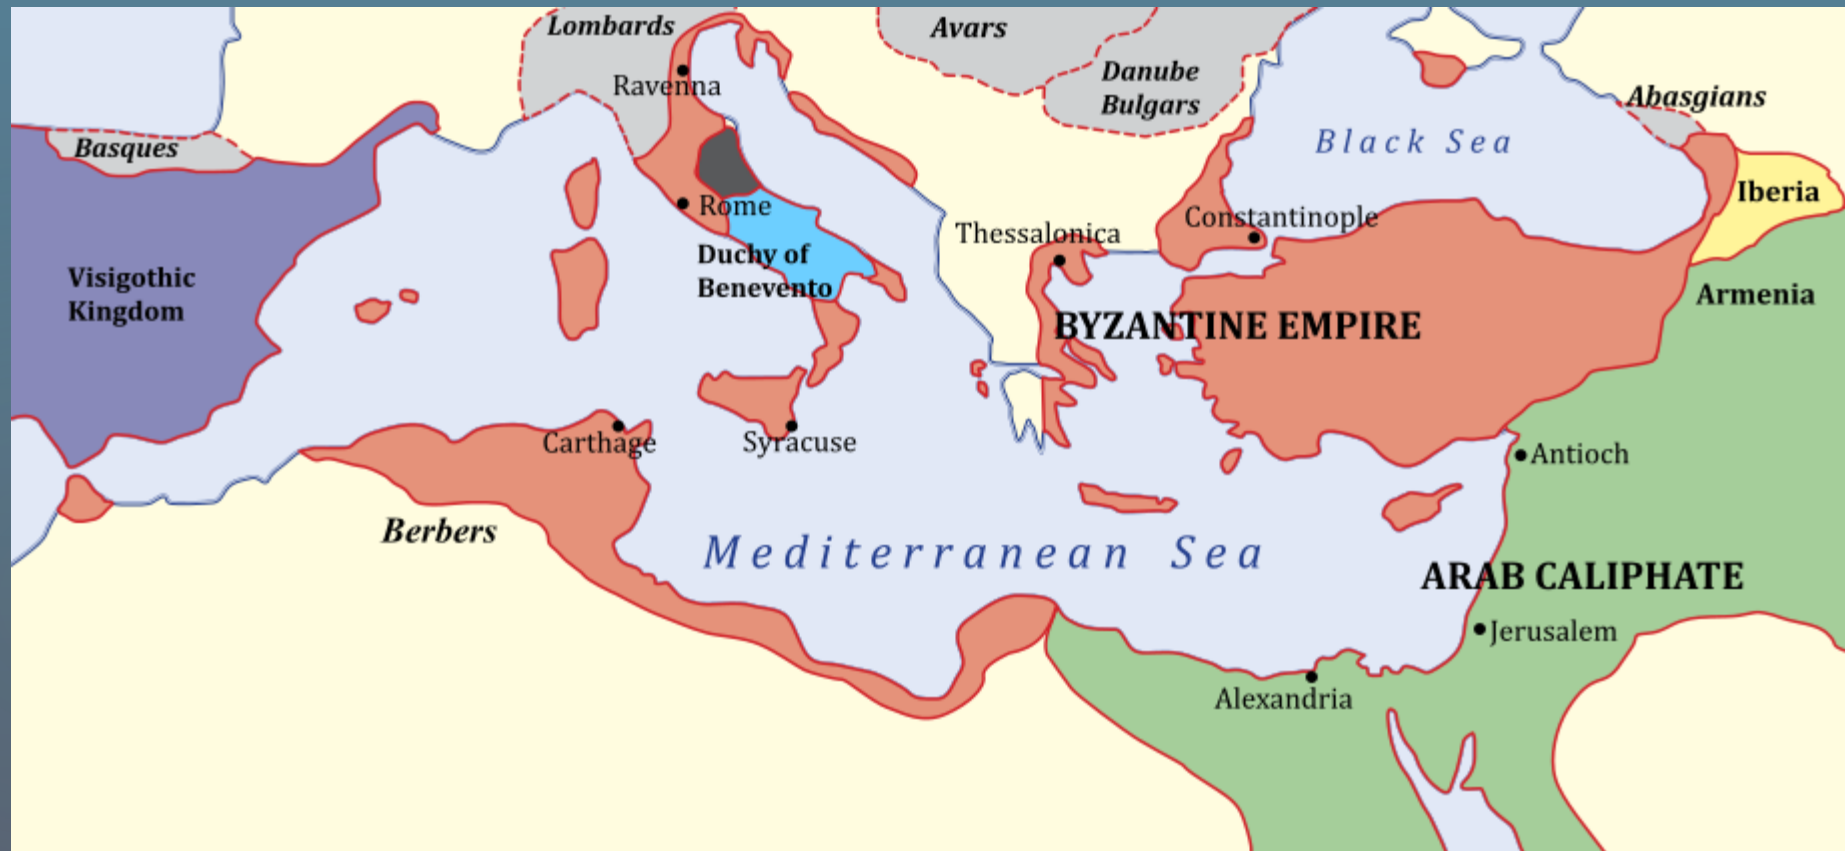 Lombards
Avars
Danube
Bulgars
Ravenna
Abasgians
Basques
Black Sea
Iberia
Rome
Constantinople
Thessalonica
Duchy of
Benevento
Visigothic
Kingdom
Armenia
BYZANTINE EMPIRE
Carthage
Syracuse
Antioch
Berbers
Mediterranean Sea
ARAB CALIPHATE
Jerusalem
Alexandria